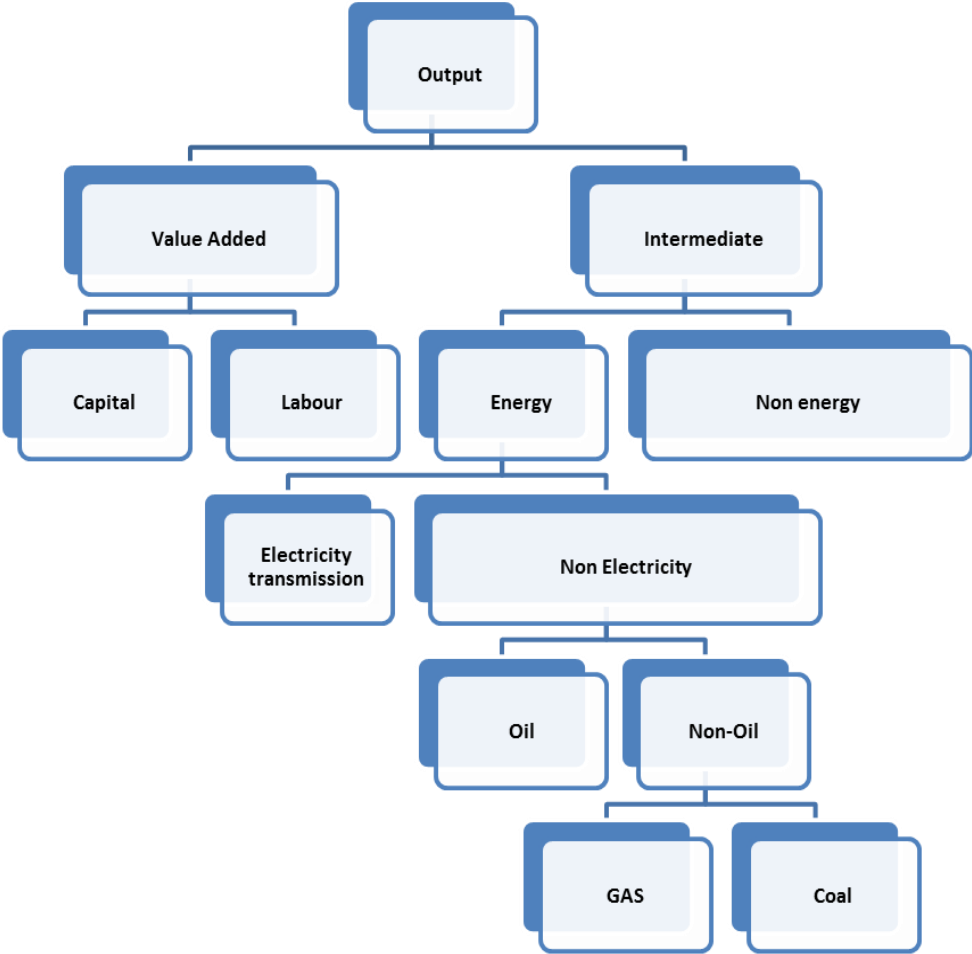 Output
Value Added
Intermediate
Capital
Labour
Energy
Non energy
Electricity
transmission
Non Electricity
Oil
Non-Oil
GAS
Coal